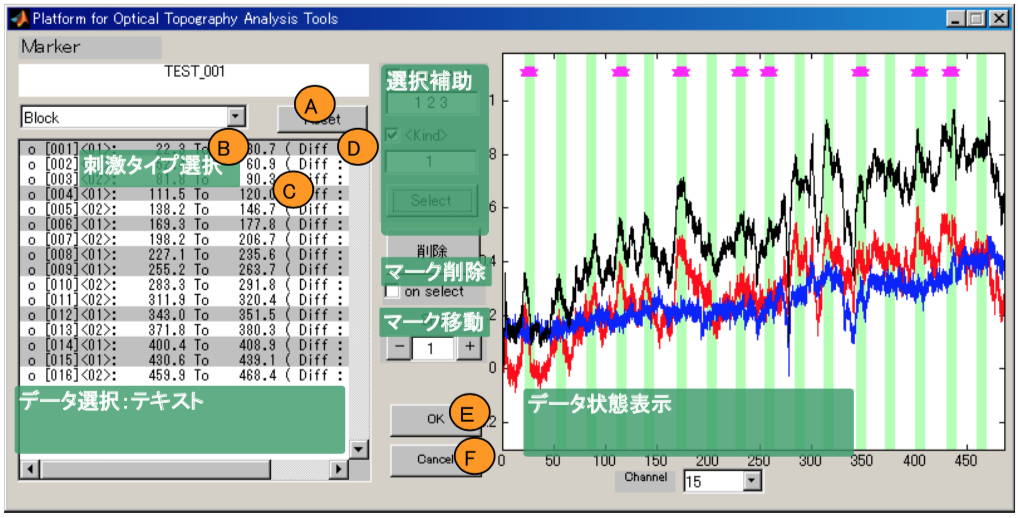 Platform for Optical Topography Analysis Tools
Marker
TEST_001
Block
A
B
C
D
刺激タイプ選択
o [001]<01>: 22.3 To 30.7 ( Diff
o [002] 60.9 ( Diff :
o [003]<02>: 81.8 To 90.3 Diff :
o [004]<01>: 111.5 To 120.0 Diff :
o [005]<02>: 138.2 To 146.7 ( Diff :
o [006]<01>: 169.3 To 177.8 ( Diff :
o [007]<02>: 198.2 To 206.7 ( Diff :
o [008]<01>: 227.1 To 235.6 ( Diff :
o [009]<01>: 255.2 To 263.7 ( Diff :
o [010]<02>: 283.3 To 291.8 ( Diff :
o [011]<02>: 311.9 To 320.4 ( Diff :
o [012]<01>: 343.0 To 351.5 ( Diff :
o [013]<02>: 371.8 To 380.3 ( Diff :
o [014]<01>: 400.4 To 408.9 ( Diff :
o [015]<01>: 430.6 To 439.1 ( Diff :
o [016]<02>: 459.9 To 468.4 ( Diff :
データ選択:テキスト
選択補助
1 2 3
<Kind>
1
Select
削除
マーク削除
on select
マーク移動
- 1 +
OK
E
Cancel
F
1
8
6
4
2
0
.2
データ状態表示
0 50 100 150 200 250 300 350 400 450
Channel
15